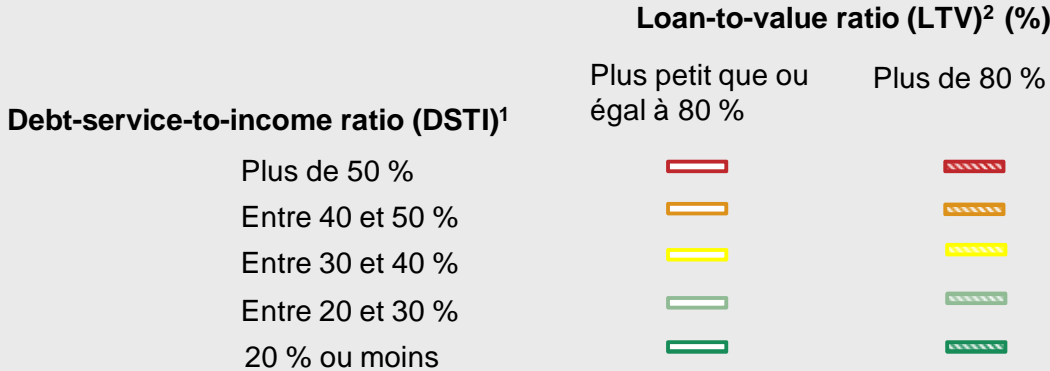 Loan-to-value ratio (LTV)² (%)
Plus petit que ou
égal à 80 %
Plus de 80 %
Debt-service-to-income ratio (DSTI)¹
Plus de 50 %
Entre 40 et 50 %
Entre 30 et 40 %
Entre 20 et 30 %
20 % ou moins